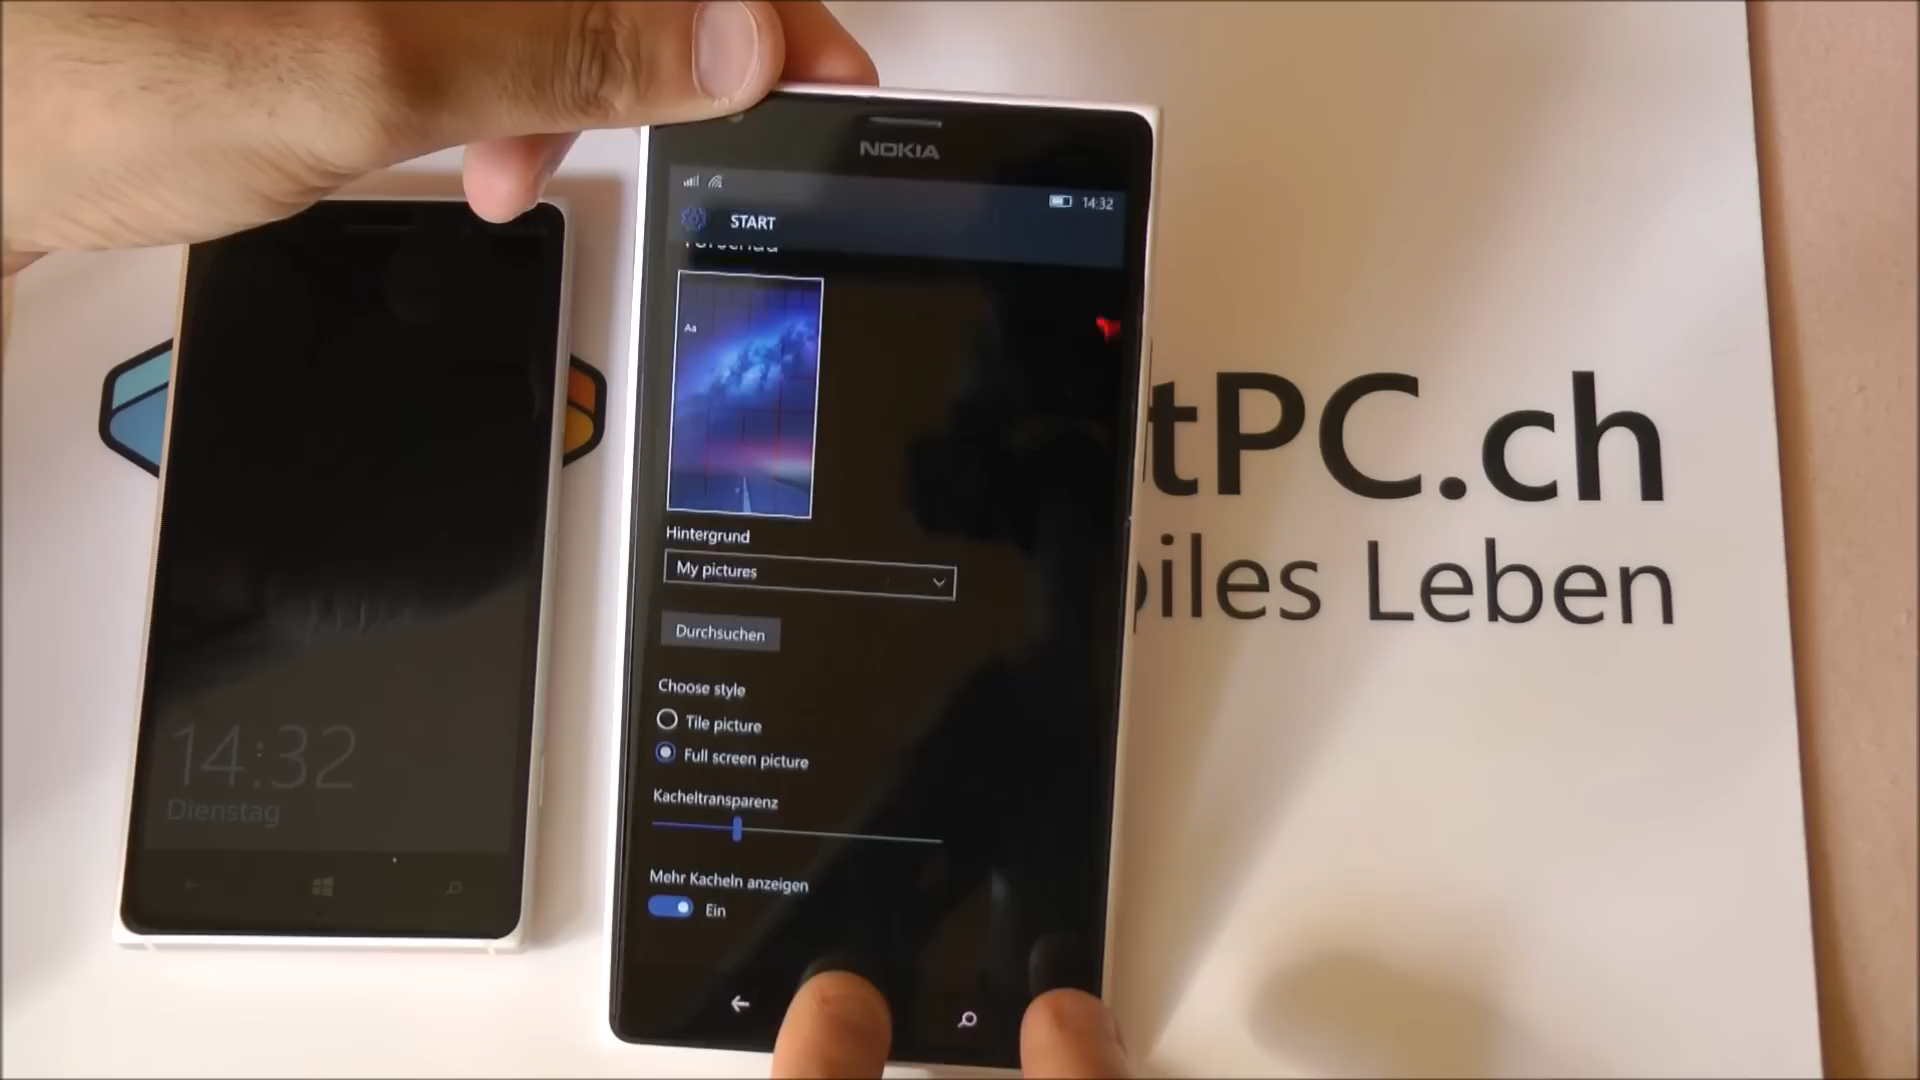 NOKIA
14:32
START
Aa
Hintergrund
My pictures
Durchsuchen
Choose style
Tile picture
Full screen picture
Kacheltransparenz
Mehr Kacheln anzeigen
Ein
14:32
Dienstag
tPC.ch
iles Leben